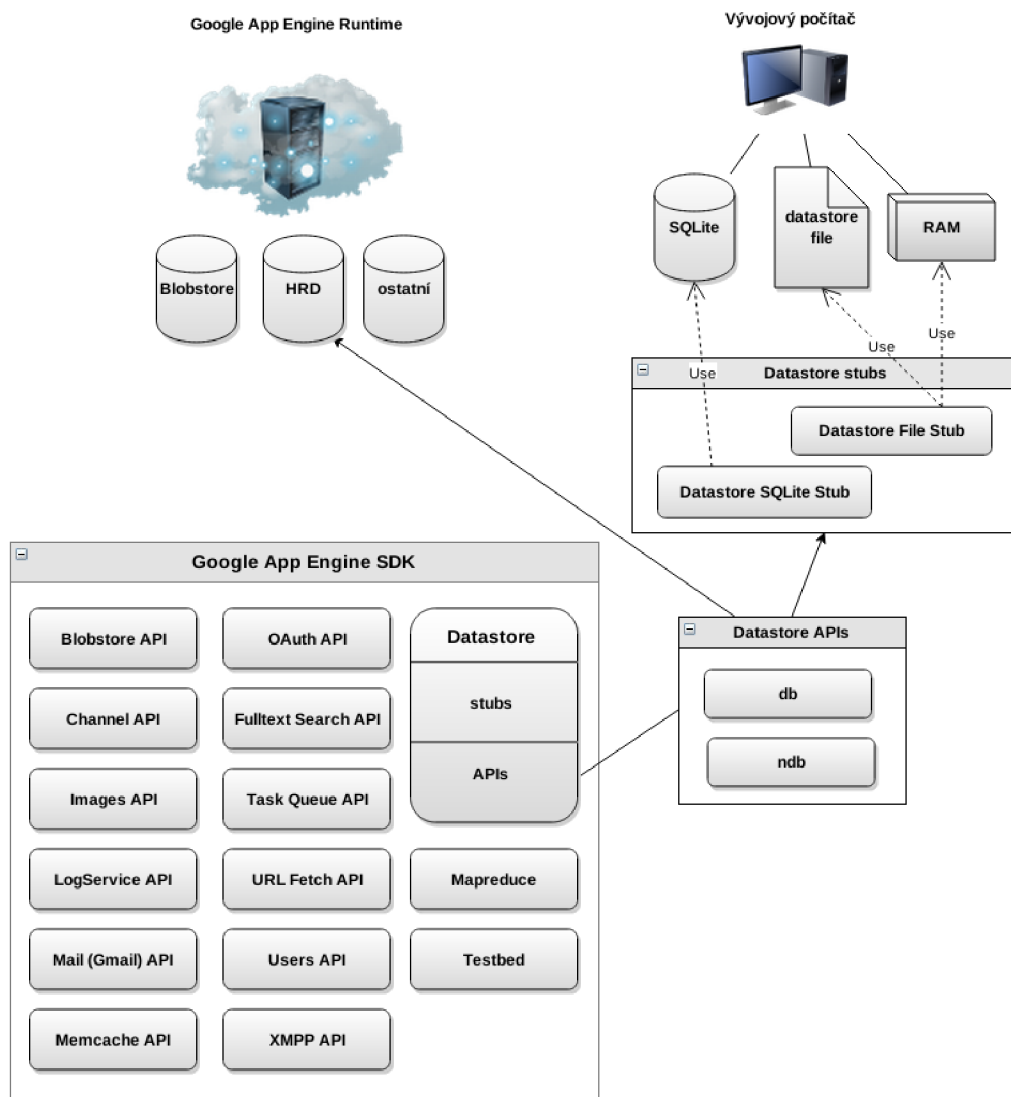 Google App Engine Runtime
Vývojový počítač
SQLite
datastore
file
RAM
Blobstore
HRD
ostatní
Use
Use
Use
Datastore stubs
Datastore File Stub
Datastore SQLite Stub
Google App Engine SDK
Blobstore API
OAuth API
Datastore
stubs
APIs
Channel API
Fulltext Search API
Images API
Task Queue API
LogService API
URL Fetch API
Mapreduce
Mail (Gmail) API
Users API
Testbed
Memcache API
XMPP API
Datastore APIs
db
ndb